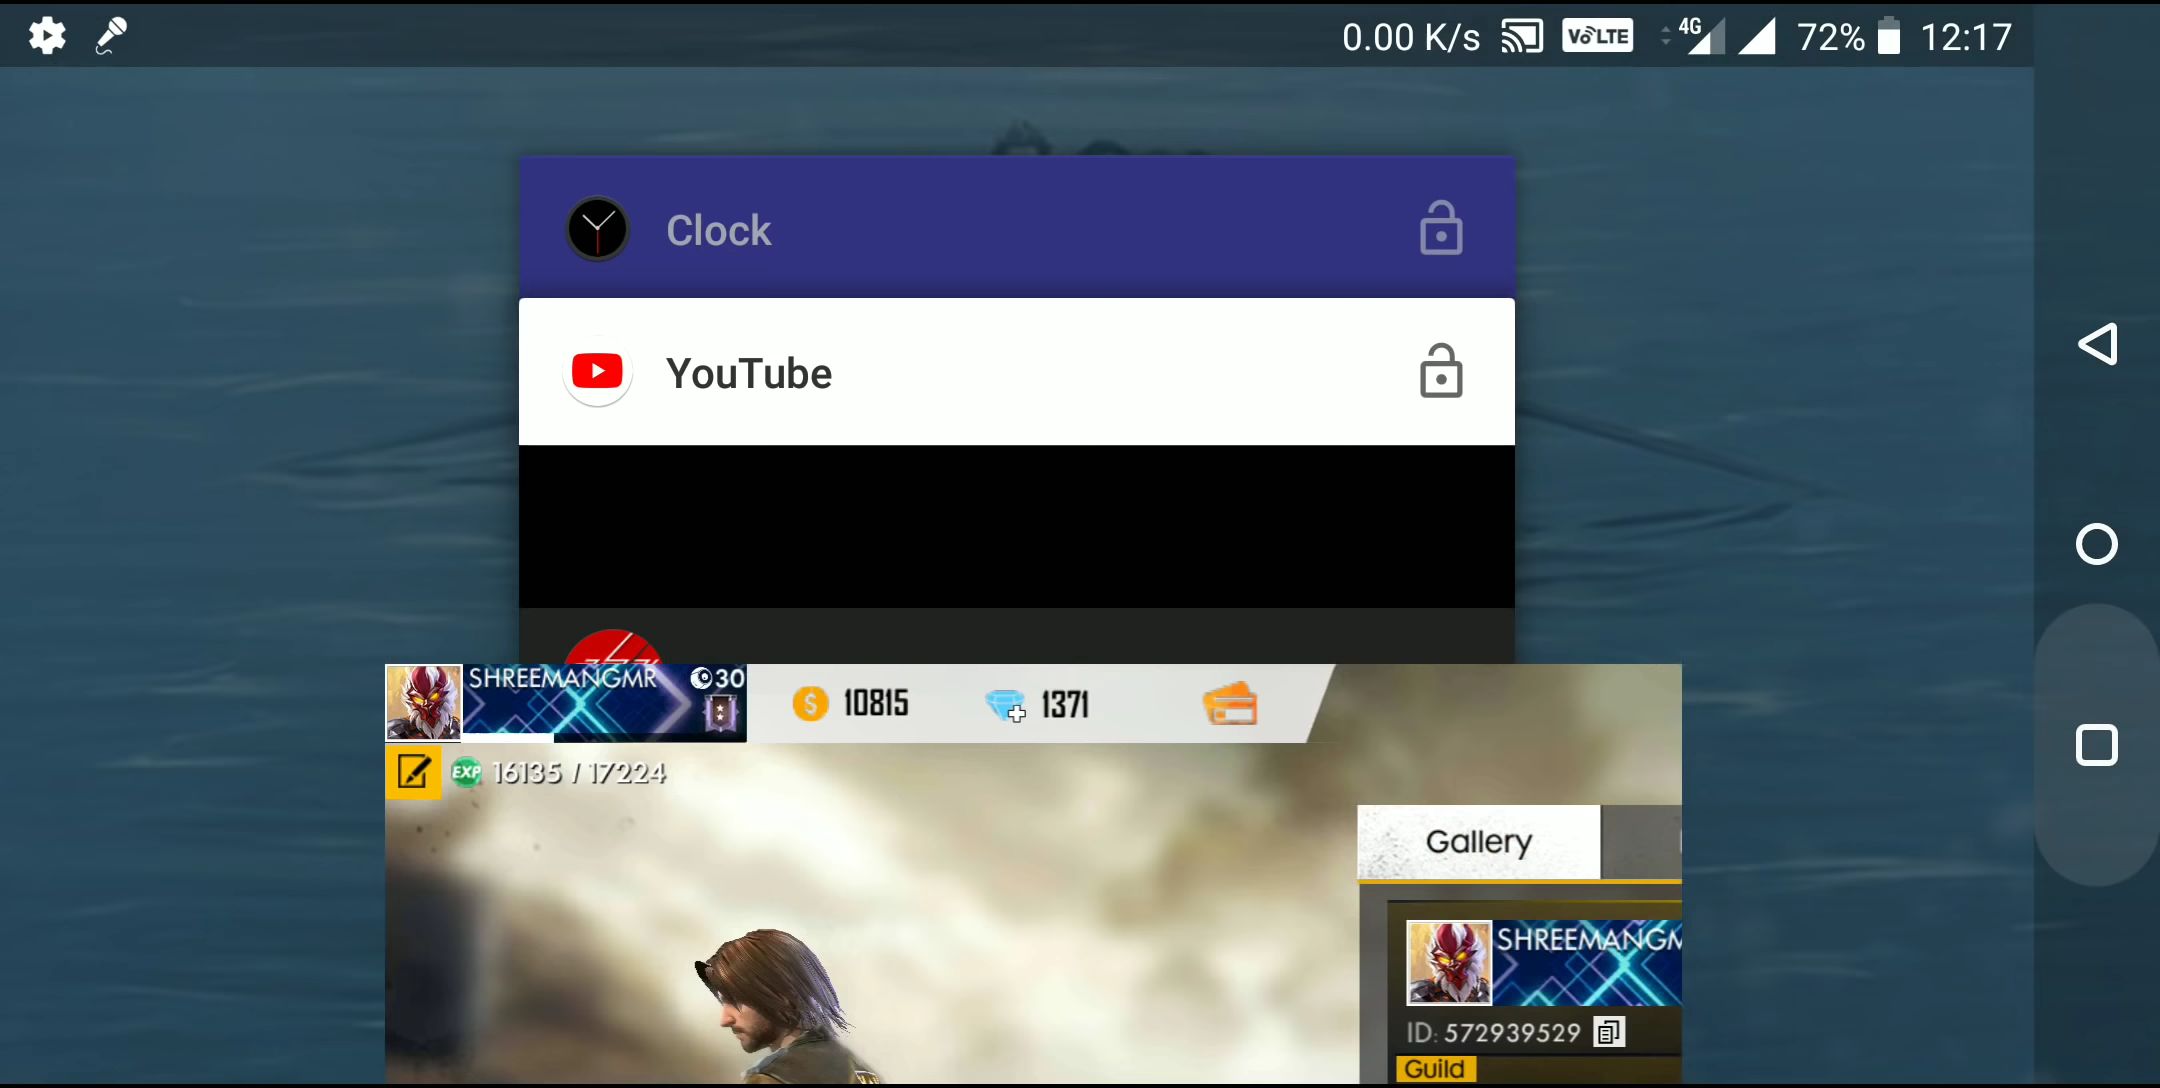 0.00 K/s VoLTE 4G 72% 12:17
Clock
YouTube
SHREEMANGMR 30
10815 1371
EXP 16135 / 17224
Gallery
SHREEMANGM
ID: 572939529
Guild